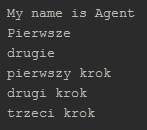 My name is Agent
Pierwsze
drugie
pierwszy krok
drugi krok
trzeci krok